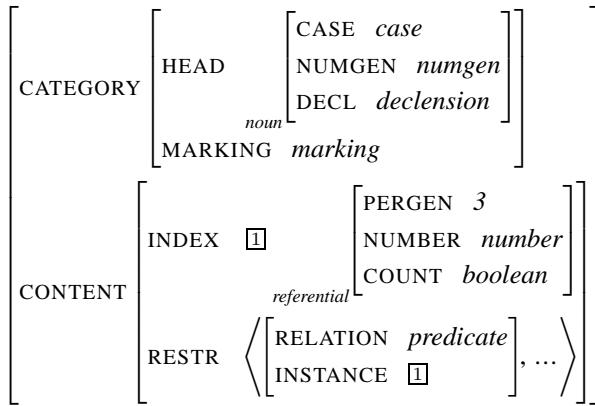 CASE case
HEAD NUMGEN numgen
CATEGORY DECL declension
noun
MARKING marking
PERGEN 3
INDEX 1 NUMBER number
COUNT boolean
CONTENT referential
RELATION predicate
RESTR ⟨ , ... ⟩
INSTANCE 1